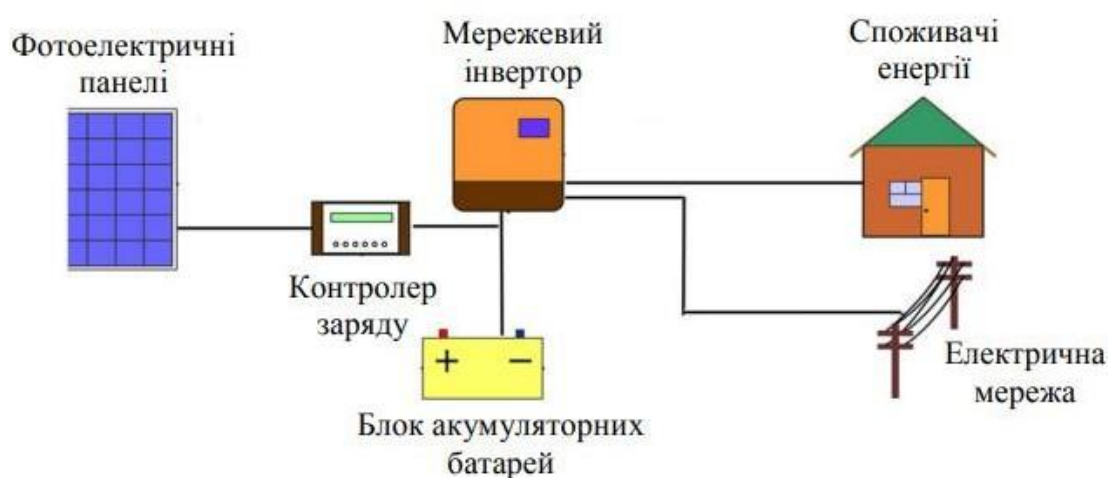 Фотоелектричні
панелі
Мережевий
інвертор
Споживачі
енергії
Контролер
заряду
+ −
Блок акумуляторних
батарей
Електрична
мережа